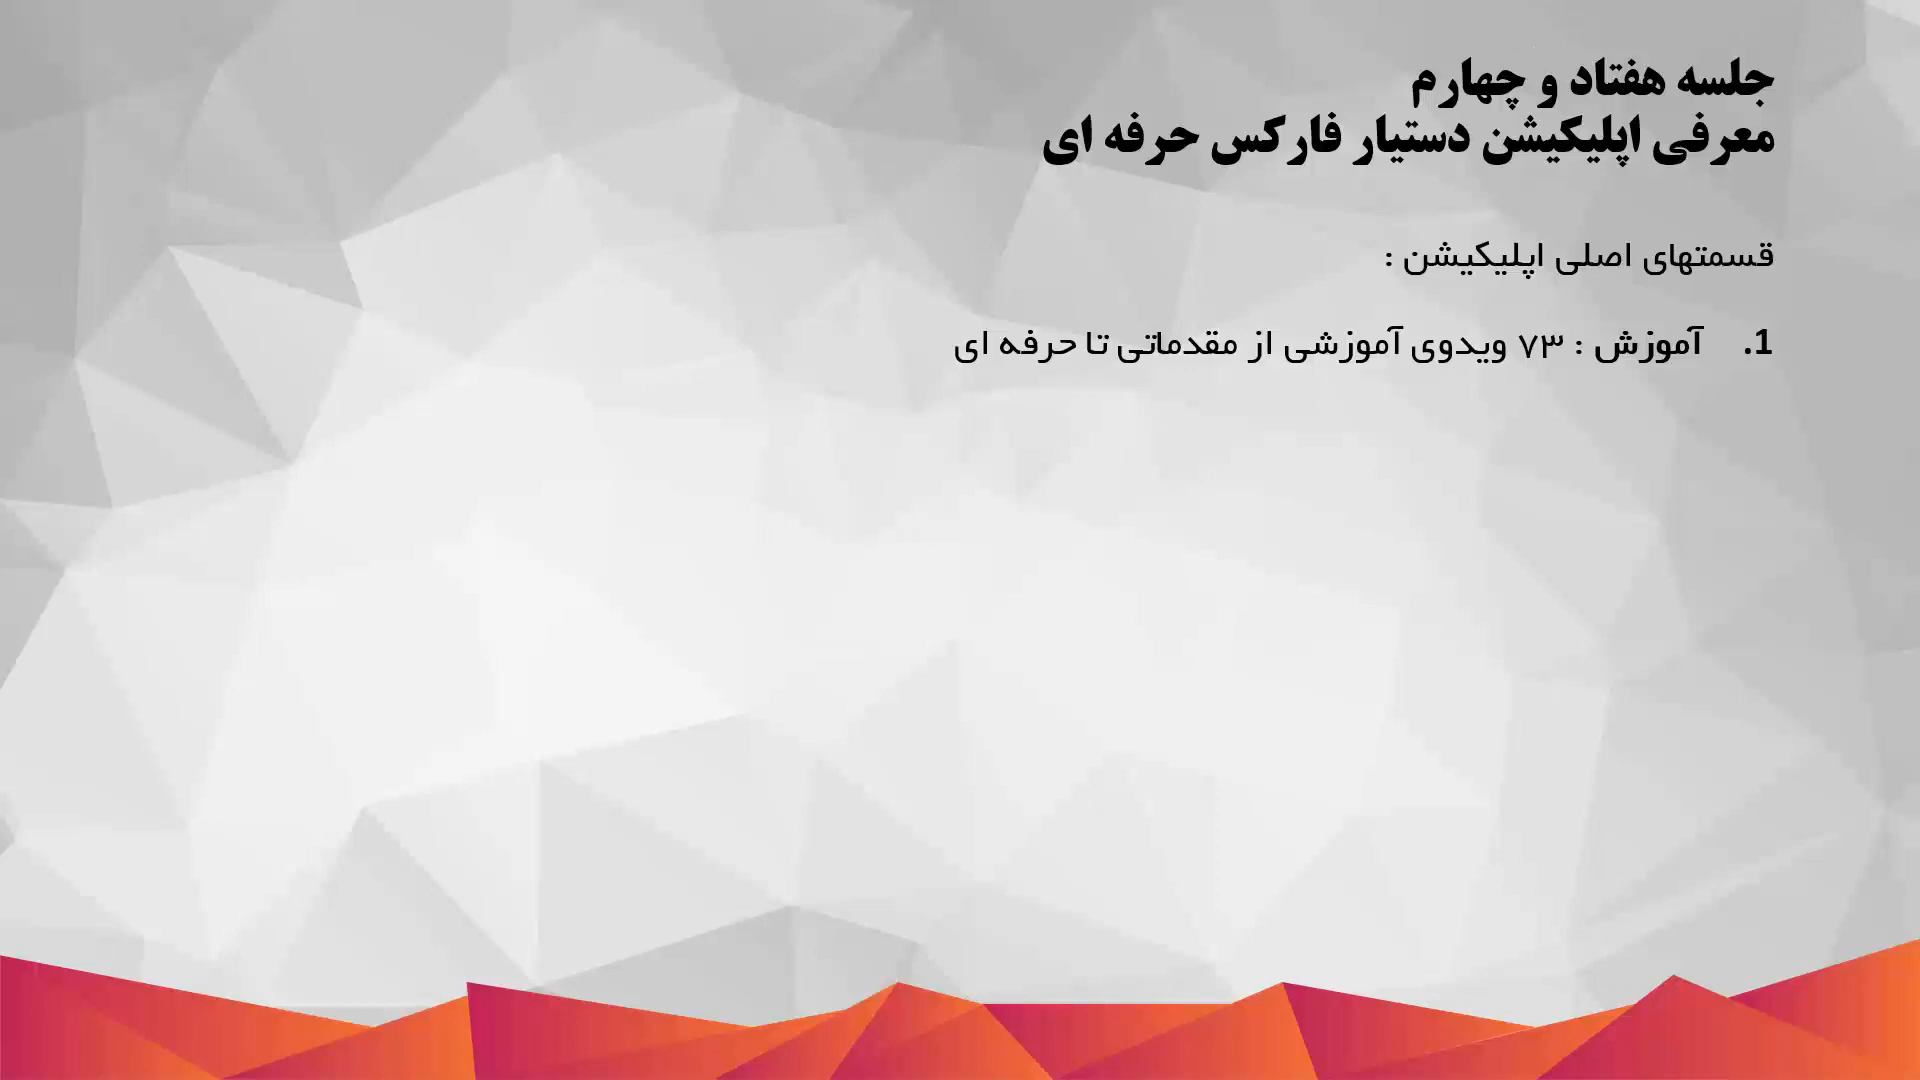 جلسه هفتاد و چهارم
معرفی اپلیکیشن دستیار فارکس حرفه ای
قسمتهای اصلی اپلیکیشن :
1. آموزش : ۷۳ ویدوی آموزشی از مقدماتی تا حرفه ای